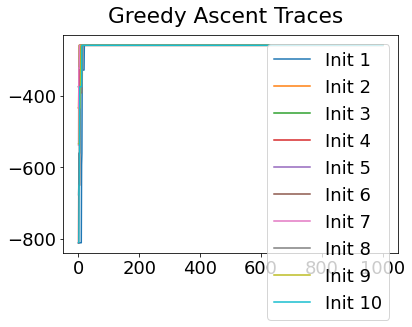 Greedy Ascent Traces
−400
−600
−800
Init 1
Init 2
Init 3
Init 4
Init 5
Init 6
Init 7
Init 8
Init 9
Init 10
0 200 400 600 800 1000